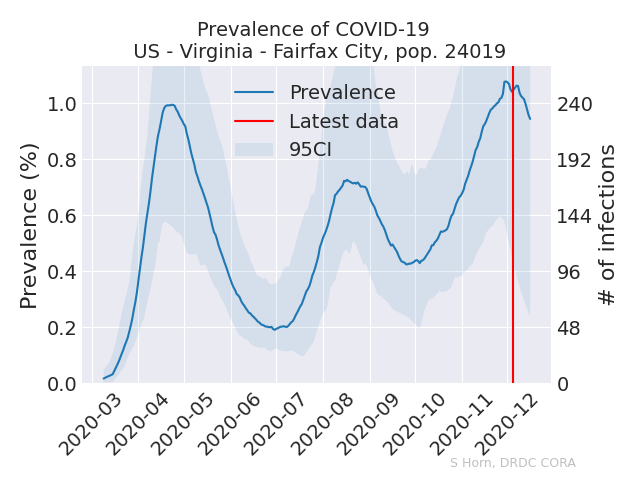 Prevalence of COVID-19
US - Virginia - Fairfax City, pop. 24019
Prevalence (%)
1.0
0.8
0.6
0.4
0.2
0.0
Prevalence
Latest data
95CI
240
192
144
96
48
0
# of infections
2020-03
2020-04
2020-05
2020-06
2020-07
2020-08
2020-09
2020-10
2020-11
2020-12
S Horn, DRDC CORA